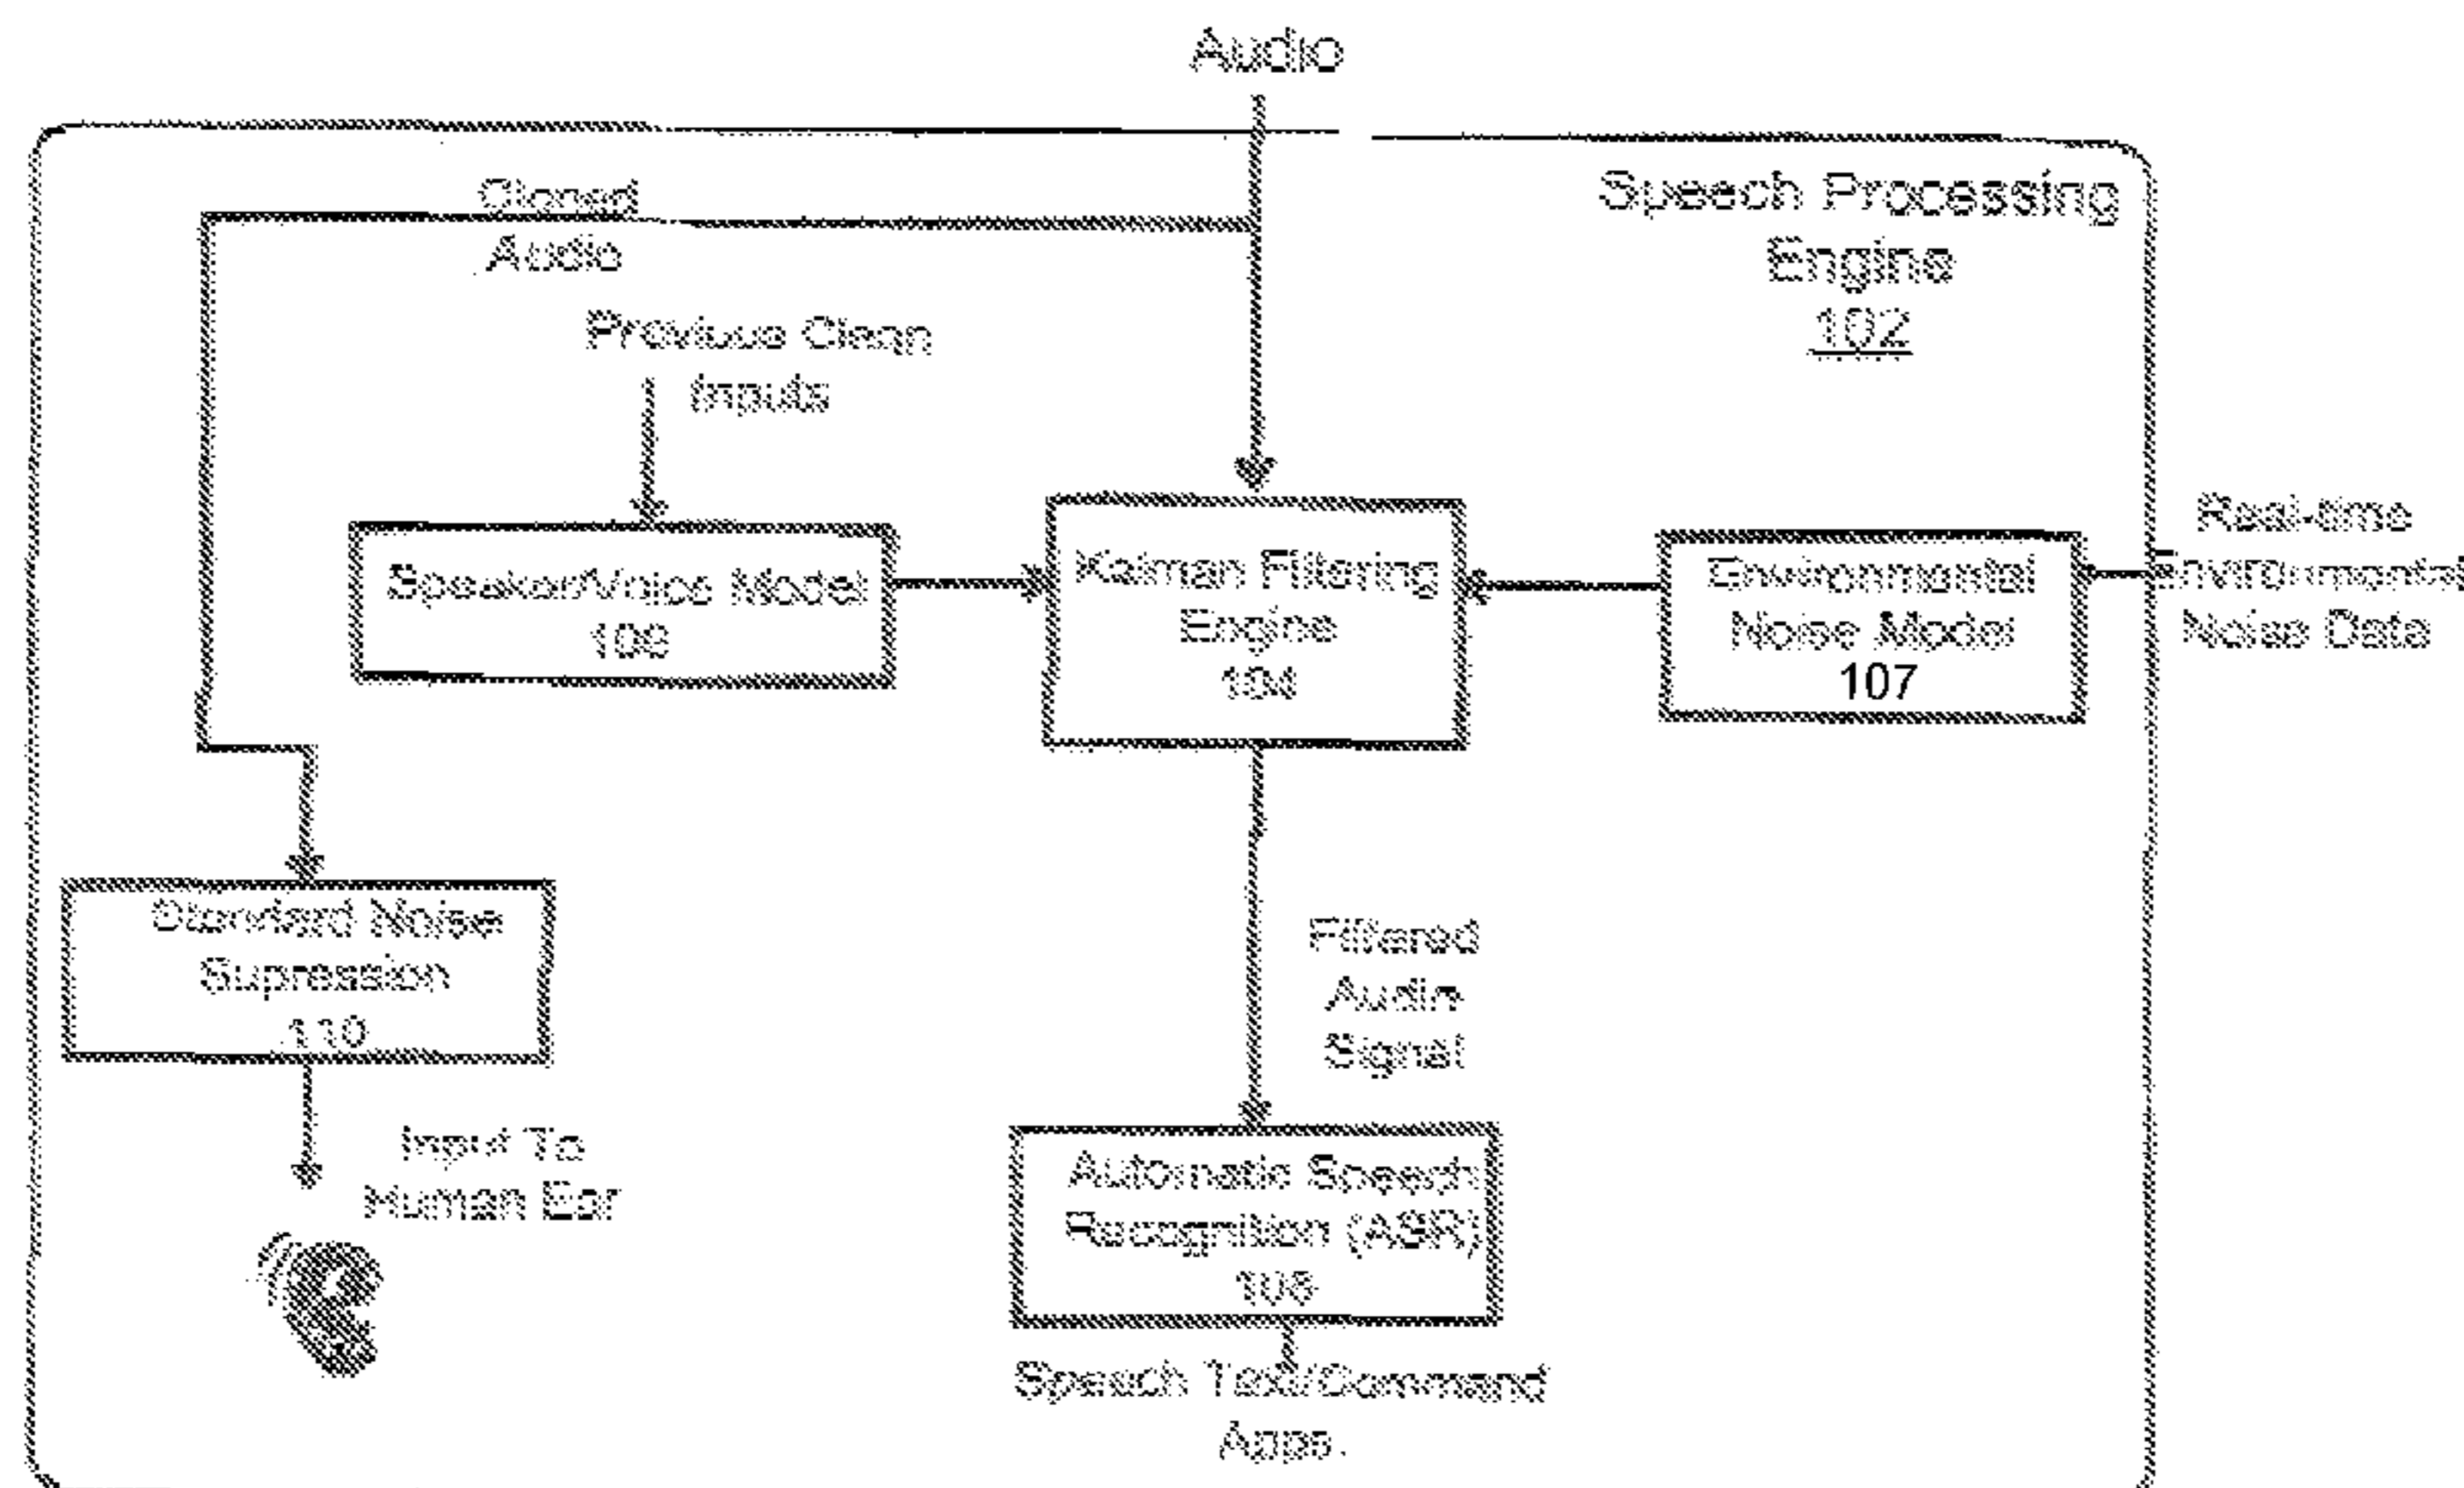 Audio
Cloned
Audio
Speech Processing
Engine
102
Previous Clean
Inputs
Real-time
Environmental
Noise Data
Speaker/Voice Model
Kalman Filtering
Engine
104
Environmental
Noise Model
107
Standard Noise
Supression
110
Filtered
Audio
Signal
Input To
Human Ear
Automatic Speech
Recognition (ASR)
Speech Text/Command
Apps.